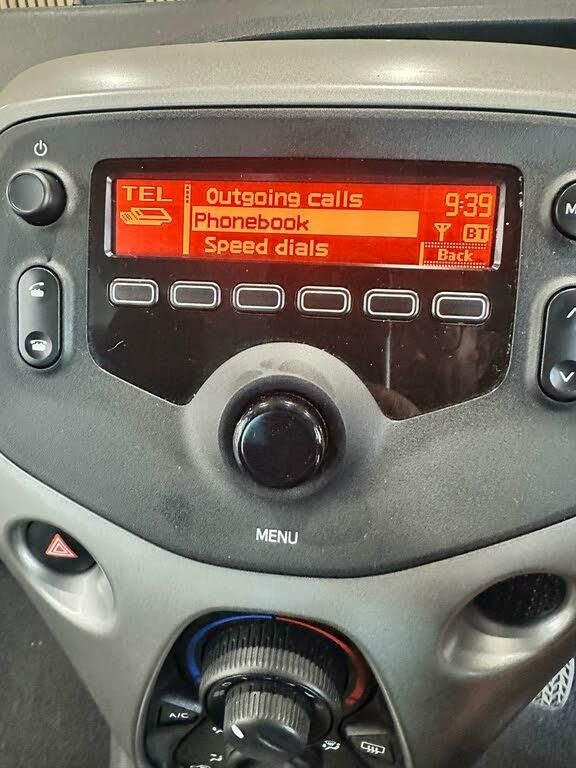 TEL
Outgoing calls
9:39
Phonebook
BT
Speed dials
Back
M
MENU
A/C